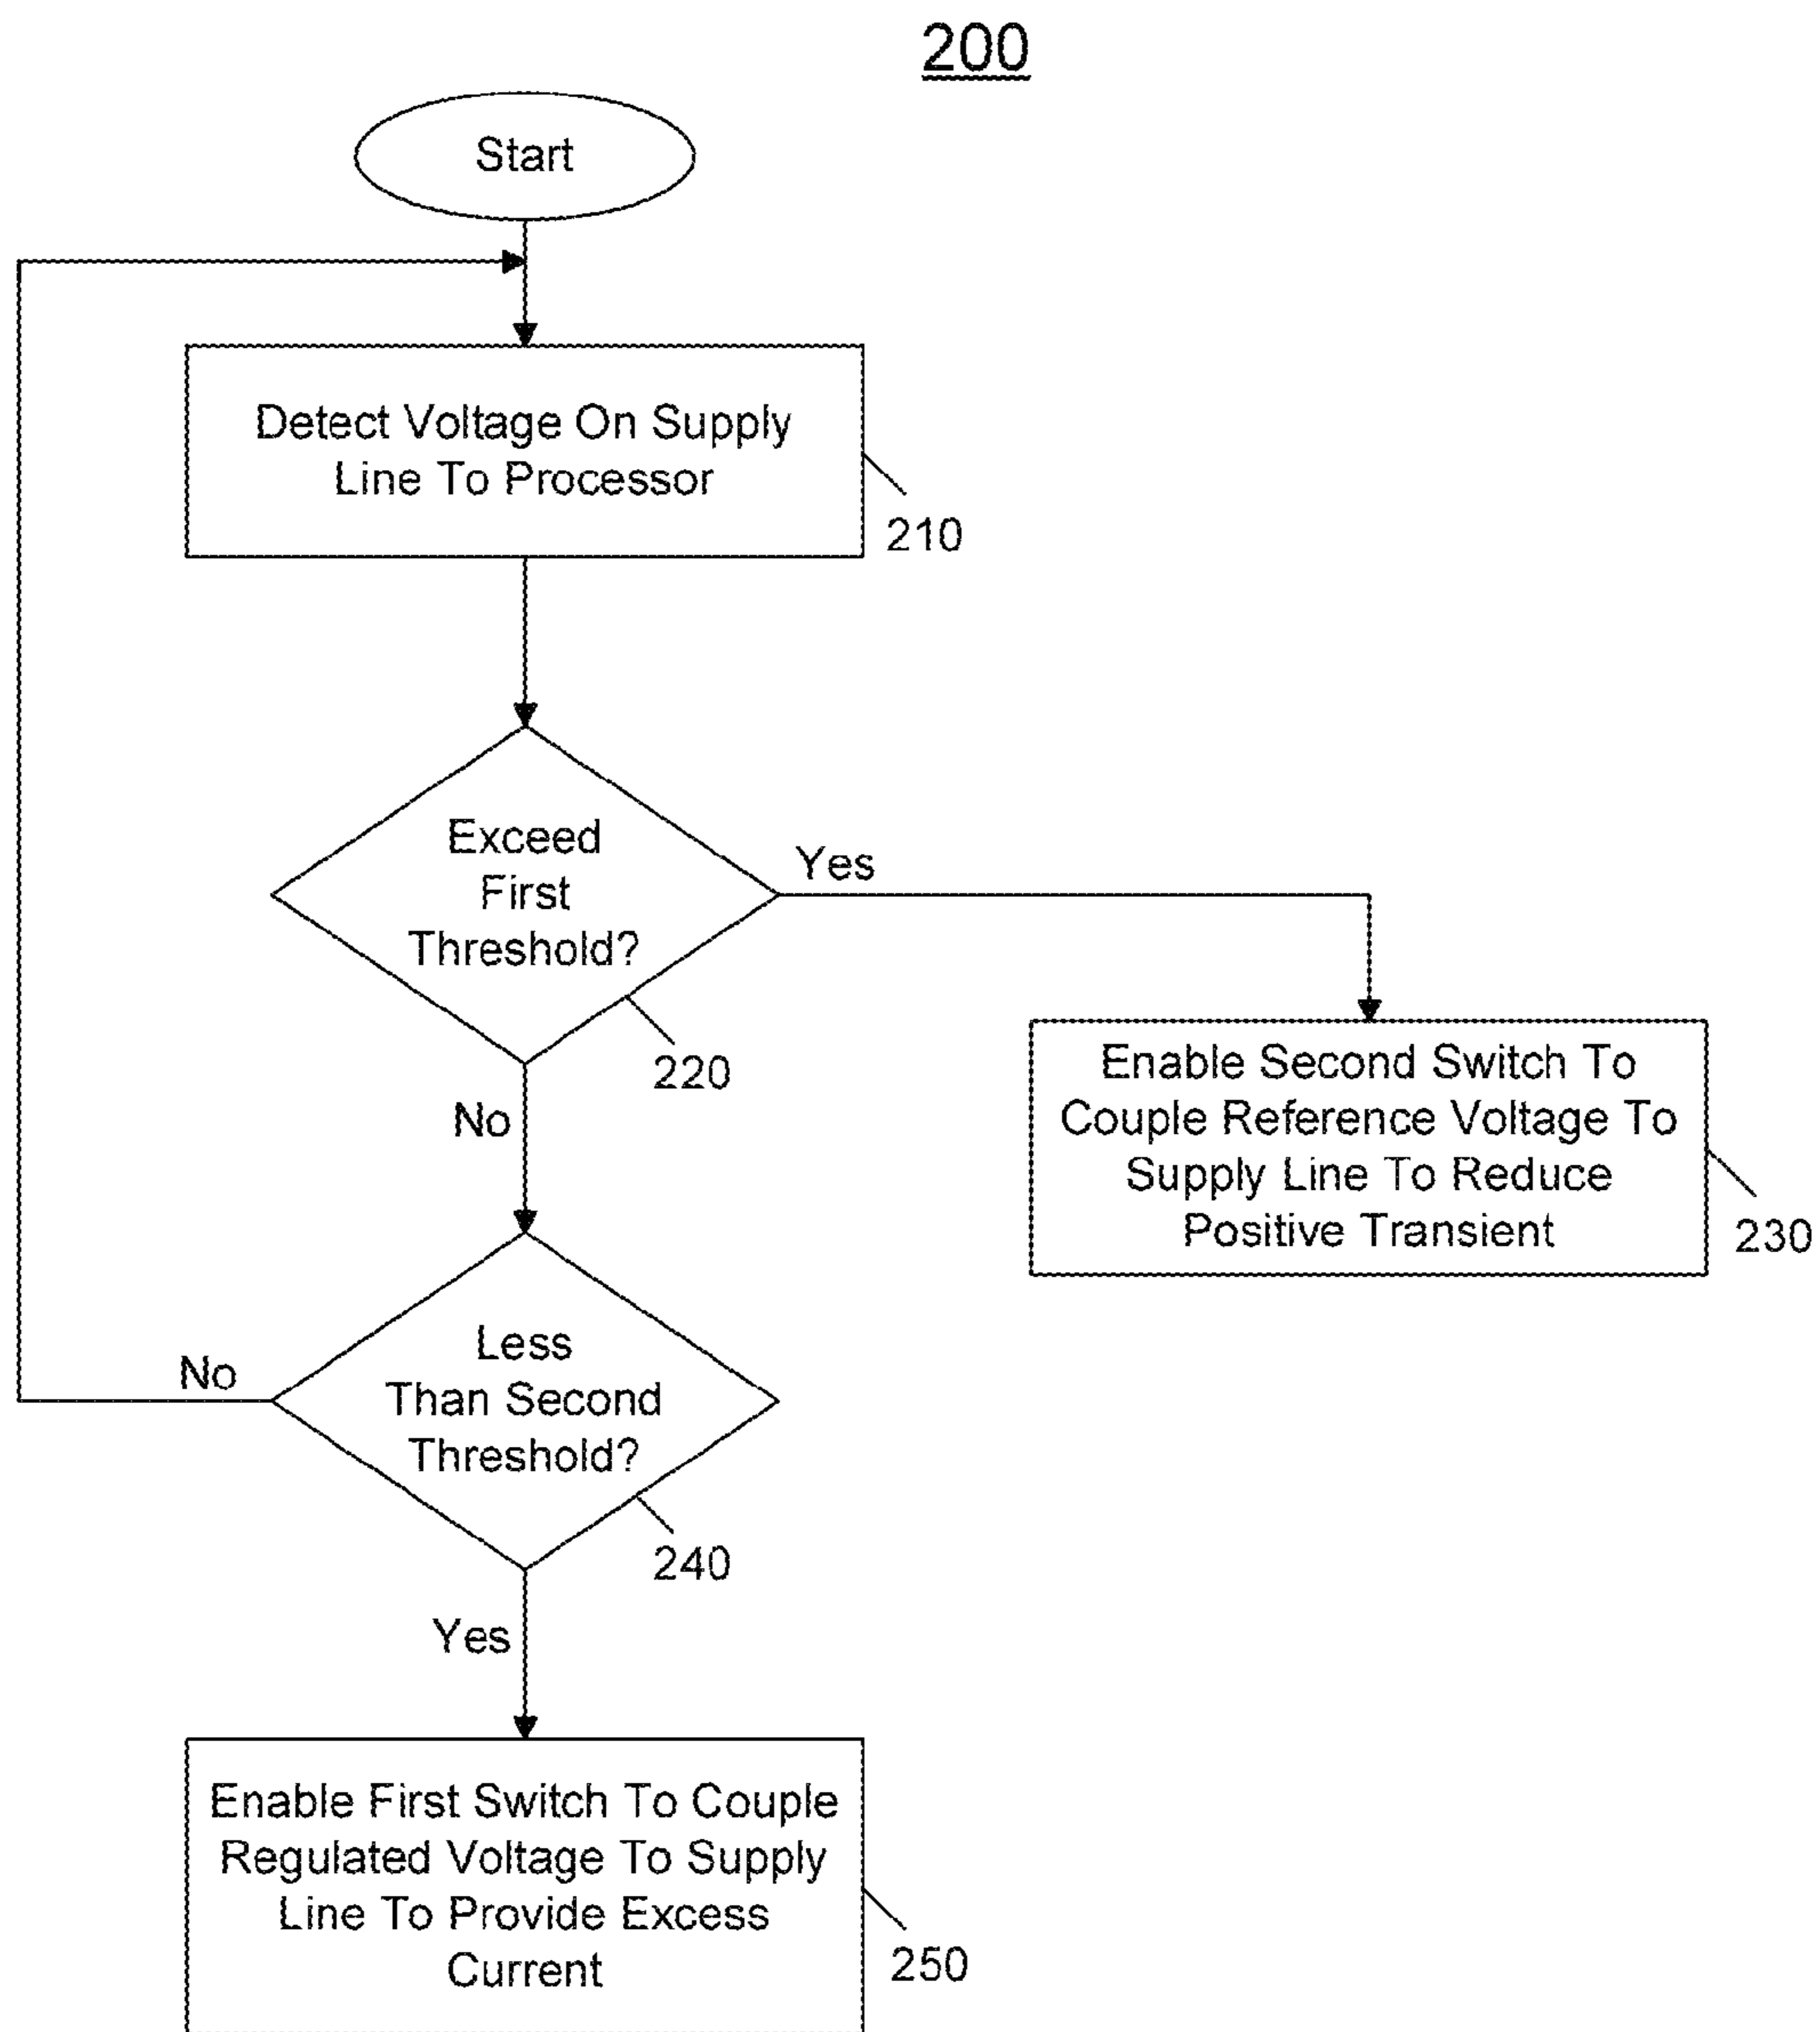 200
Start
Detect Voltage On Supply
Line To Processor
210
Exceed
First
Threshold?
Yes
220
No
Enable Second Switch To
Couple Reference Voltage To
Supply Line To Reduce
Positive Transient
230
Less
Than Second
Threshold?
No
240
Yes
Enable First Switch To Couple
Regulated Voltage To Supply
Line To Provide Excess
Current
250